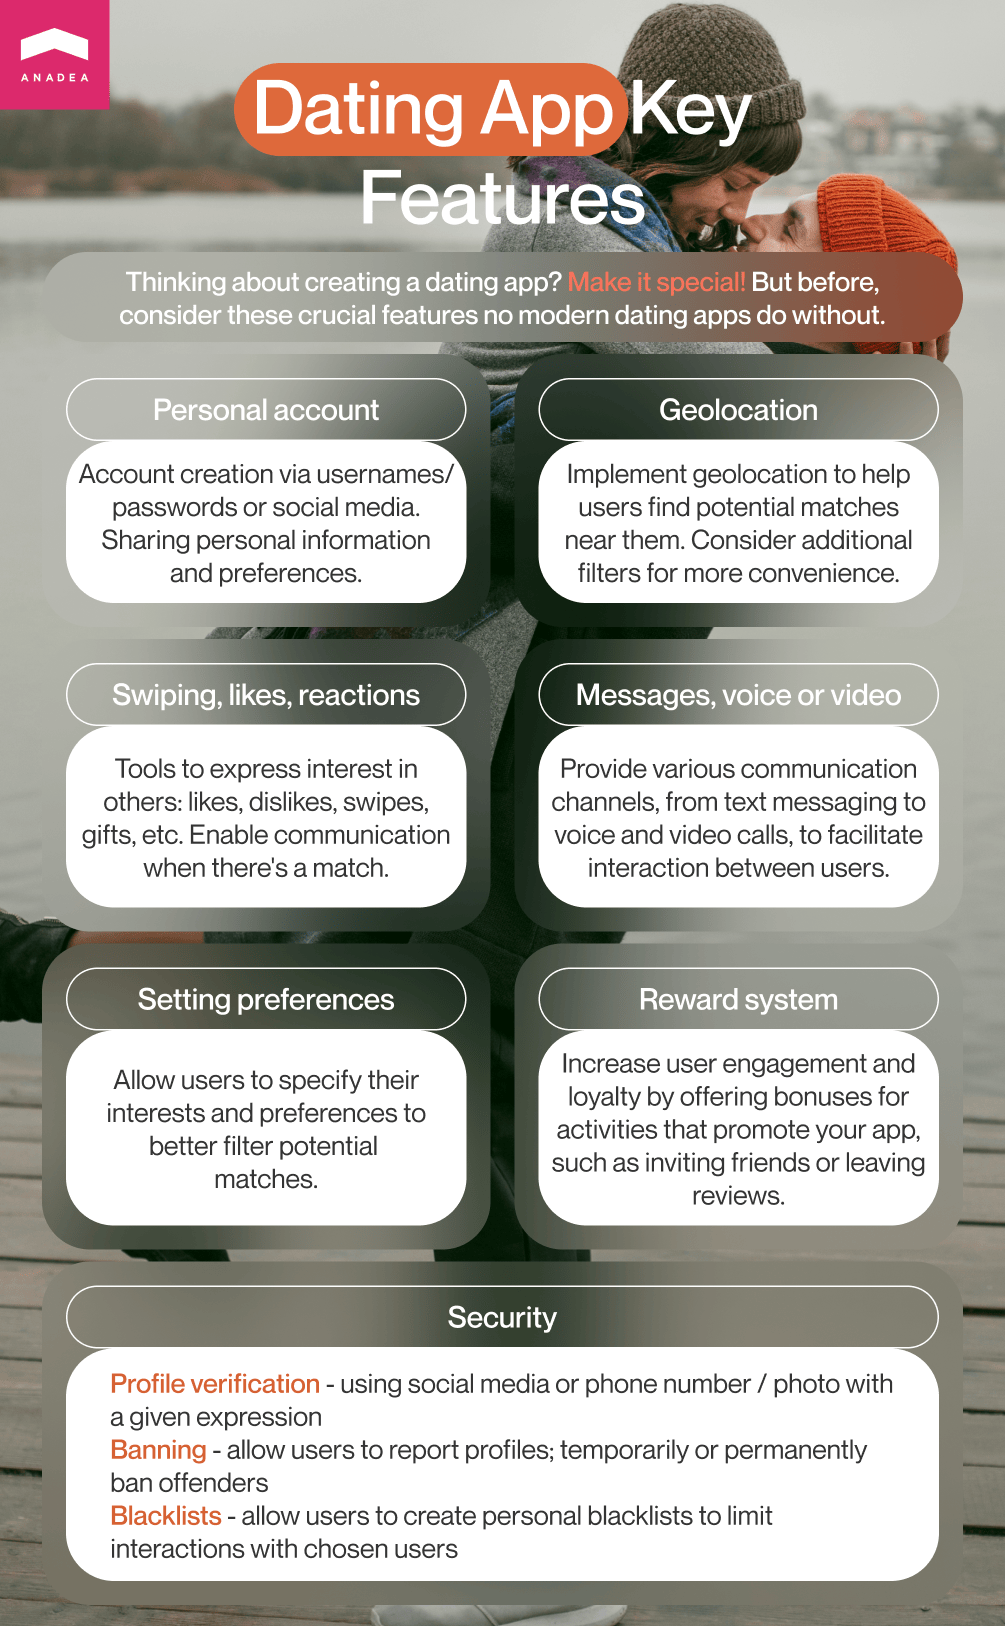 ANADEA
Dating App Key
Features
Thinking about creating a dating app? Make it special! But before,
consider these crucial features no modern dating apps do without.
Personal account
Account creation via usernames/
passwords or social media.
Sharing personal information
and preferences.
Geolocation
Implement geolocation to help
users find potential matches
near them. Consider additional
filters for more convenience.
Swiping, likes, reactions
Tools to express interest in
others: likes, dislikes, swipes,
gifts, etc. Enable communication
when there's a match.
Messages, voice or video
Provide various communication
channels, from text messaging to
voice and video calls, to facilitate
interaction between users.
Setting preferences
Allow users to specify their
interests and preferences to
better filter potential
matches.
Reward system
Increase user engagement and
loyalty by offering bonuses for
activities that promote your app,
such as inviting friends or leaving
reviews.
Security
Profile verification - using social media or phone number / photo with
a given expression
Banning - allow users to report profiles; temporarily or permanently
ban offenders
Blacklists - allow users to create personal blacklists to limit
interactions with chosen users